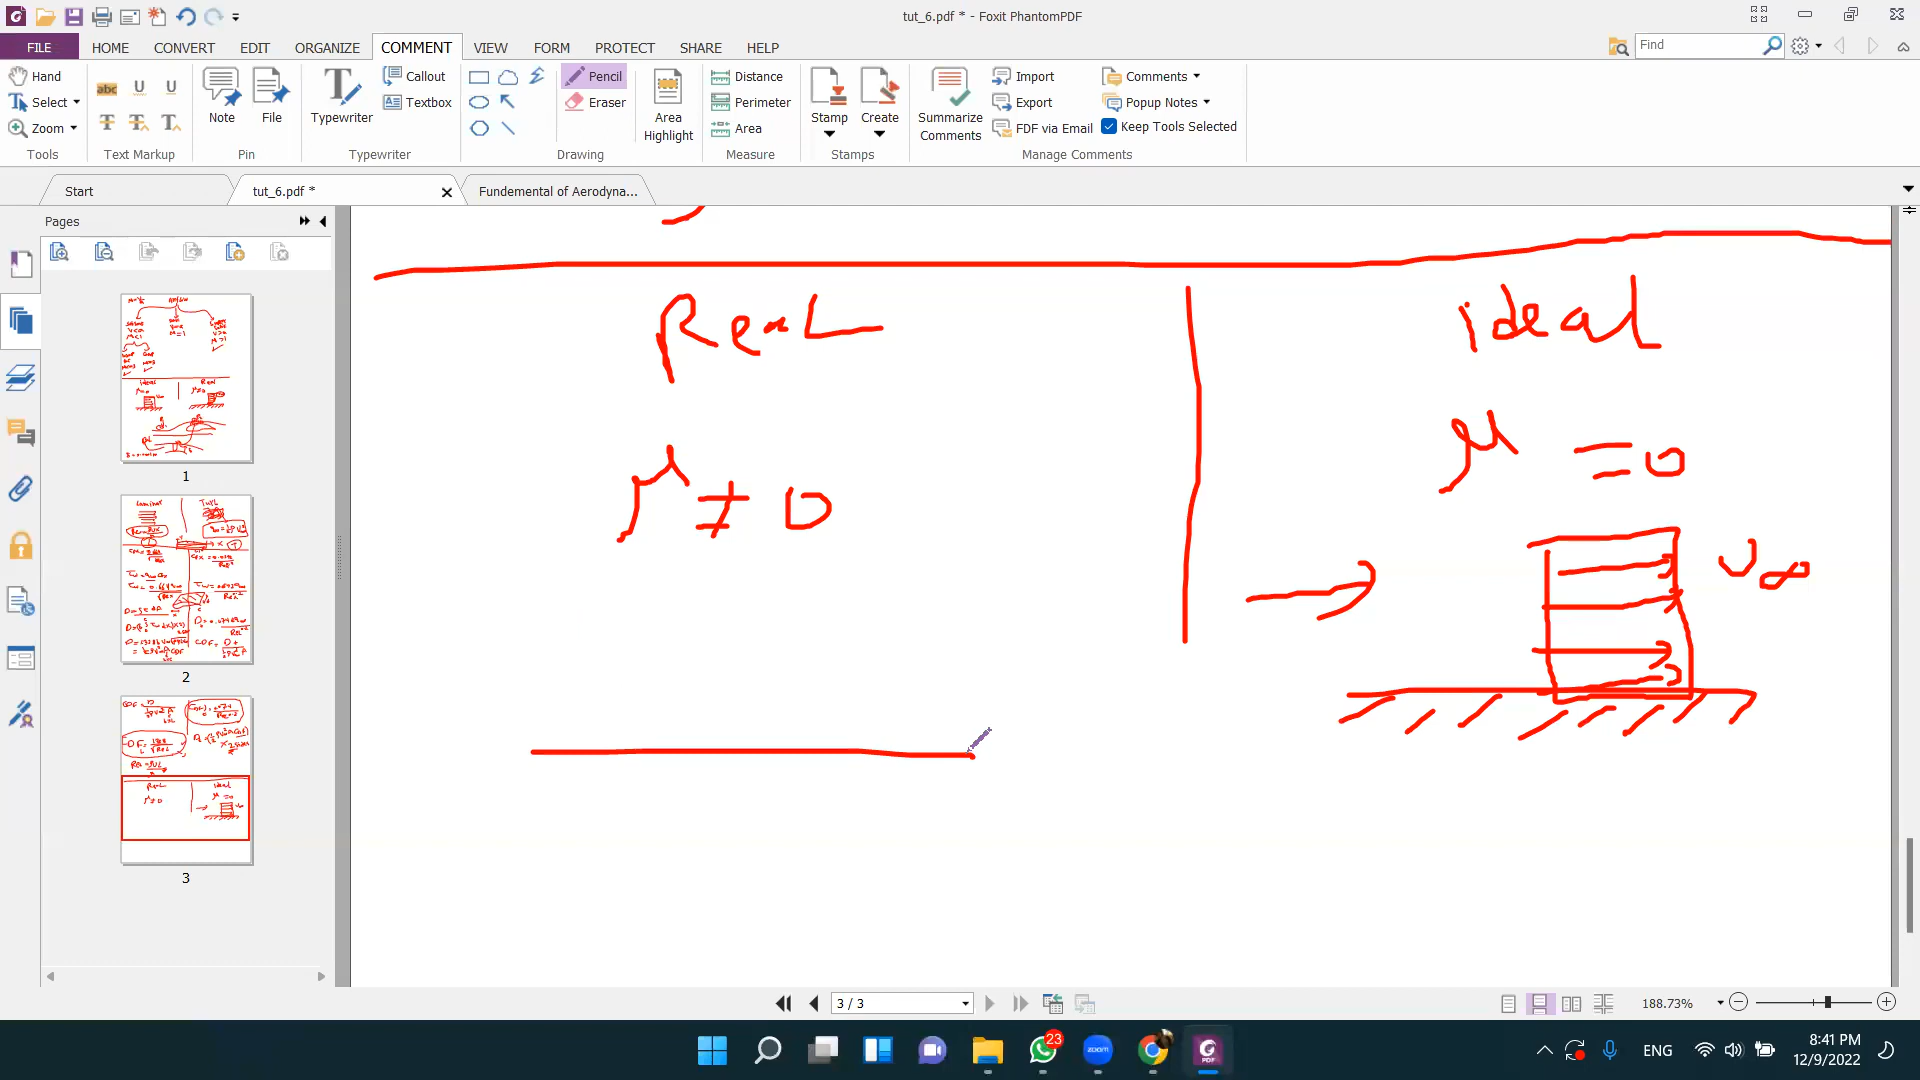 tut_6.pdf * - Foxit PhantomPDF
FILE HOME CONVERT EDIT ORGANIZE COMMENT VIEW FORM PROTECT SHARE HELP
Find
Hand
Select
Zoom
Tools
Text Markup
Note
File
Pin
Typewriter
Callout
Textbox
Typewriter
Pencil
Eraser
Area Highlight
Drawing
Distance
Perimeter
Area
Measure
Stamp
Create
Stamps
Summarize Comments
Import
Export
FDF via Email
Comments
Popup Notes
Keep Tools Selected
Manage Comments
Start
tut_6.pdf *
Fundemental of Aerodyna...
Pages
1
2
3
Real
ideal
μ ≠ 0
μ = 0
V∞
3 / 3
188.73%
23
zoom
PDF
ENG
8:41 PM
12/9/2022